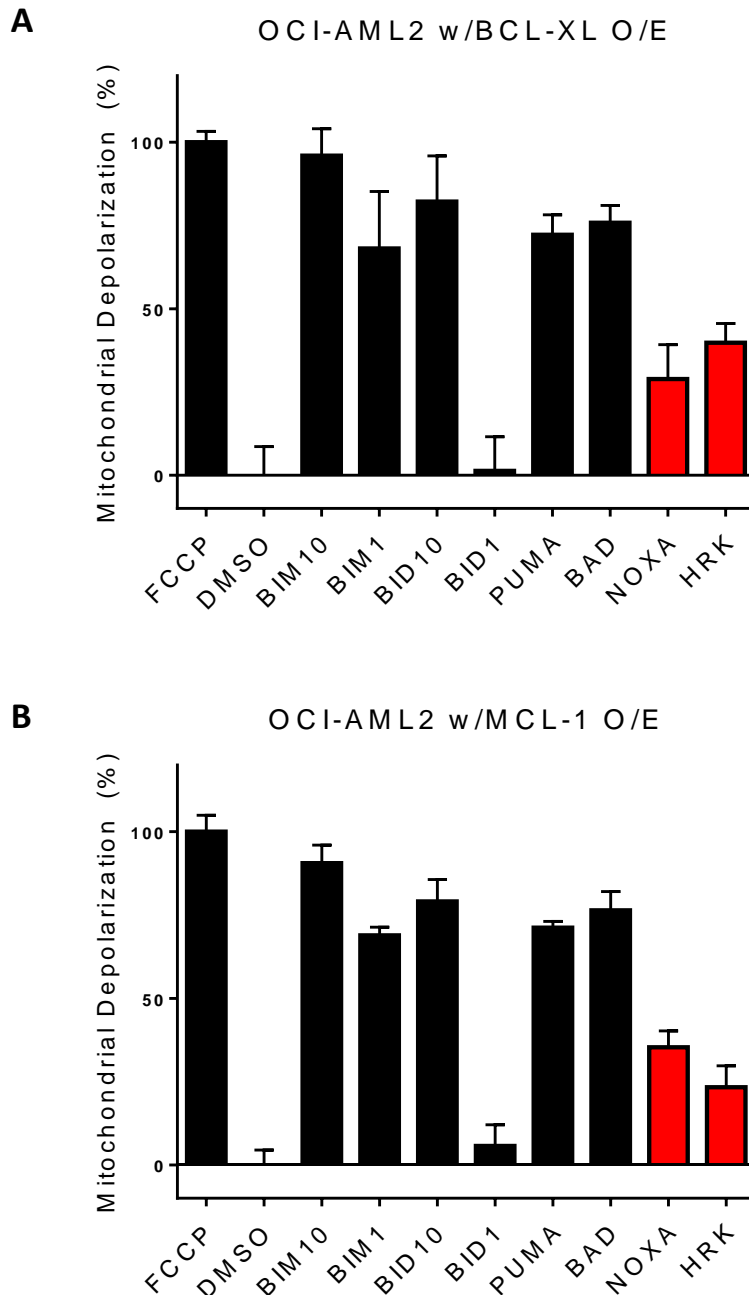 A
OCI-AML2 w/BCL-XL O/E
Mitochondrial Depolarization (%)
100
50
0
FCCP
DMSO
BIM10
BIM1
BID10
BID1
PUMA
BAD
NOXA
HRK
B
OCI-AML2 w/MCL-1 O/E
Mitochondrial Depolarization (%)
100
50
0
FCCP
DMSO
BIM10
BIM1
BID10
BID1
PUMA
BAD
NOXA
HRK